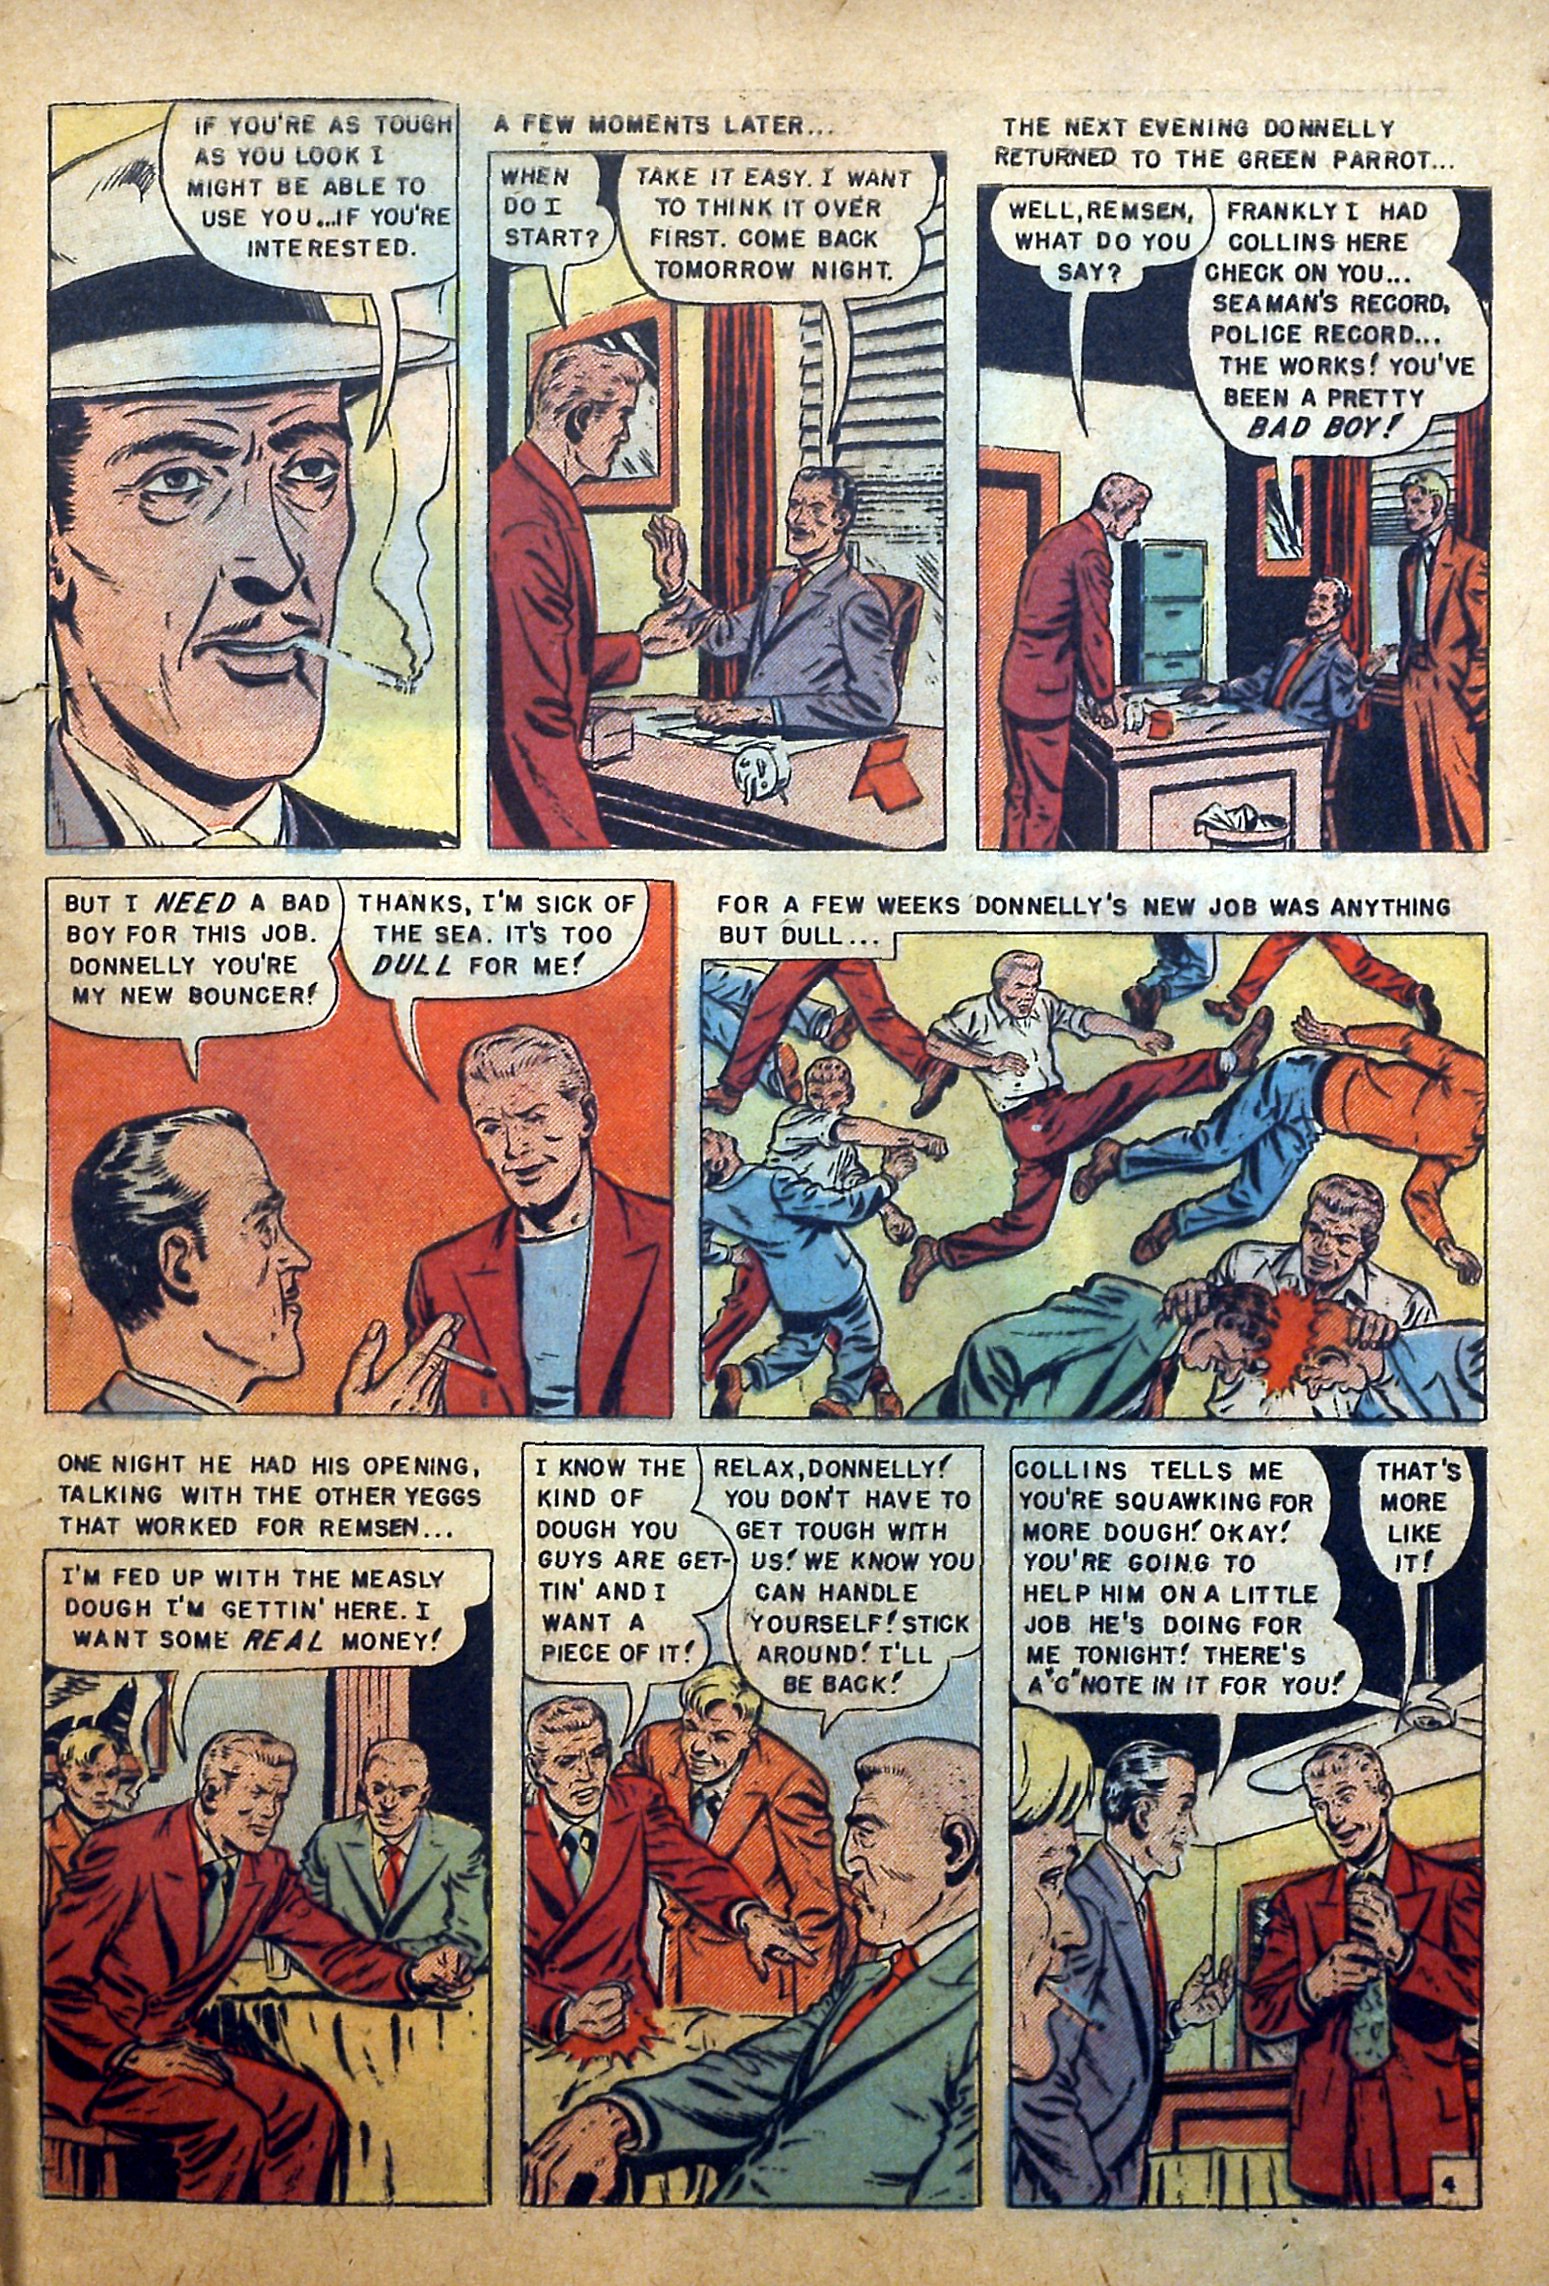 IF YOU'RE AS TOUGH
AS YOU LOOK I
MIGHT BE ABLE TO
USE YOU...IF YOU'RE
INTERESTED.
A FEW MOMENTS LATER...
WHEN
DO I
START?
TAKE IT EASY. I WANT
TO THINK IT OVER
FIRST. COME BACK
TOMORROW NIGHT.
THE NEXT EVENING DONNELLY
RETURNED TO THE GREEN PARROT...
WELL, REMSEN,
WHAT DO YOU
SAY?
FRANKLY I HAD
COLLINS HERE
CHECK ON YOU...
SEAMAN'S RECORD,
POLICE RECORD...
THE WORKS! YOU'VE
BEEN A PRETTY
BAD BOY!
BUT I NEED A BAD
BOY FOR THIS JOB.
DONNELLY YOU'RE
MY NEW BOUNCER!
THANKS, I'M SICK OF
THE SEA. IT'S TOO
DULL FOR ME!
FOR A FEW WEEKS DONNELLY'S NEW JOB WAS ANYTHING
BUT DULL...
ONE NIGHT HE HAD HIS OPENING,
TALKING WITH THE OTHER YEGGS
THAT WORKED FOR REMSEN...
I'M FED UP WITH THE MEASLY
DOUGH I'M GETTIN' HERE. I
WANT SOME REAL MONEY!
I KNOW THE
KIND OF
DOUGH YOU
GUYS ARE GET-
TIN' AND I
WANT A
PIECE OF IT!
RELAX, DONNELLY!
YOU DON'T HAVE TO
GET TOUGH WITH
US! WE KNOW YOU
CAN HANDLE
YOURSELF! STICK
AROUND! I'LL
BE BACK!
COLLINS TELLS ME
YOU'RE SQUAWKING FOR
MORE DOUGH! OKAY!
YOU'RE GOING TO
HELP HIM ON A LITTLE
JOB HE'S DOING FOR
ME TONIGHT! THERE'S
A "C" NOTE IN IT FOR YOU!
THAT'S
MORE
LIKE
IT!
4